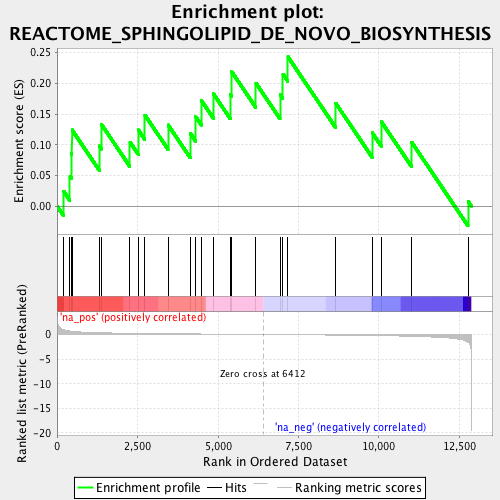 Enrichment plot:
REACTOME_SPHINGOLIPID_DE_NOVO_BIOSYNTHESIS
Enrichment score (ES)
0.25
0.20
0.15
0.10
0.05
0.00
'na_pos' (positively correlated)
Ranked list metric (PreRanked)
0
-5
-10
-15
-20
Zero cross at 6412
'na_neg' (negatively correlated)
0
2,500
5,000
7,500
10,000
12,500
Rank in Ordered Dataset
Enrichment profile
Hits
Ranking metric scores